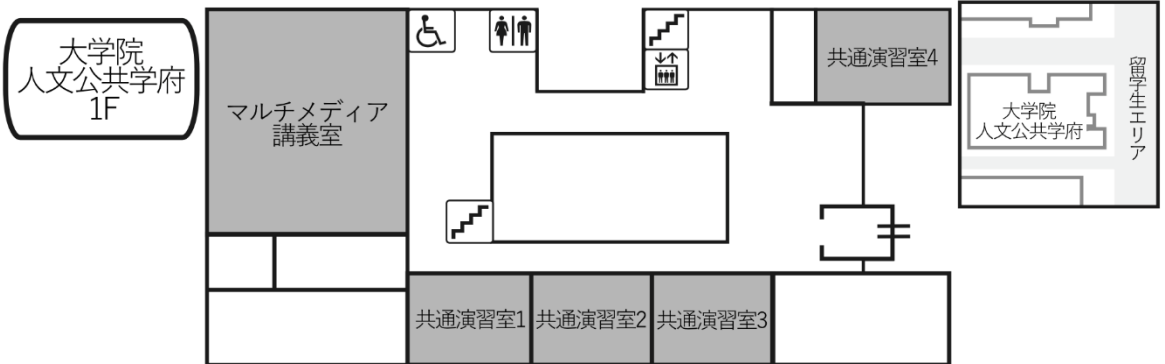 大学院
人文公共学府
1F
マルチメディア
講義室
共通演習室4
大学院
人文公共学府
留学生エリア
共通演習室1
共通演習室2
共通演習室3